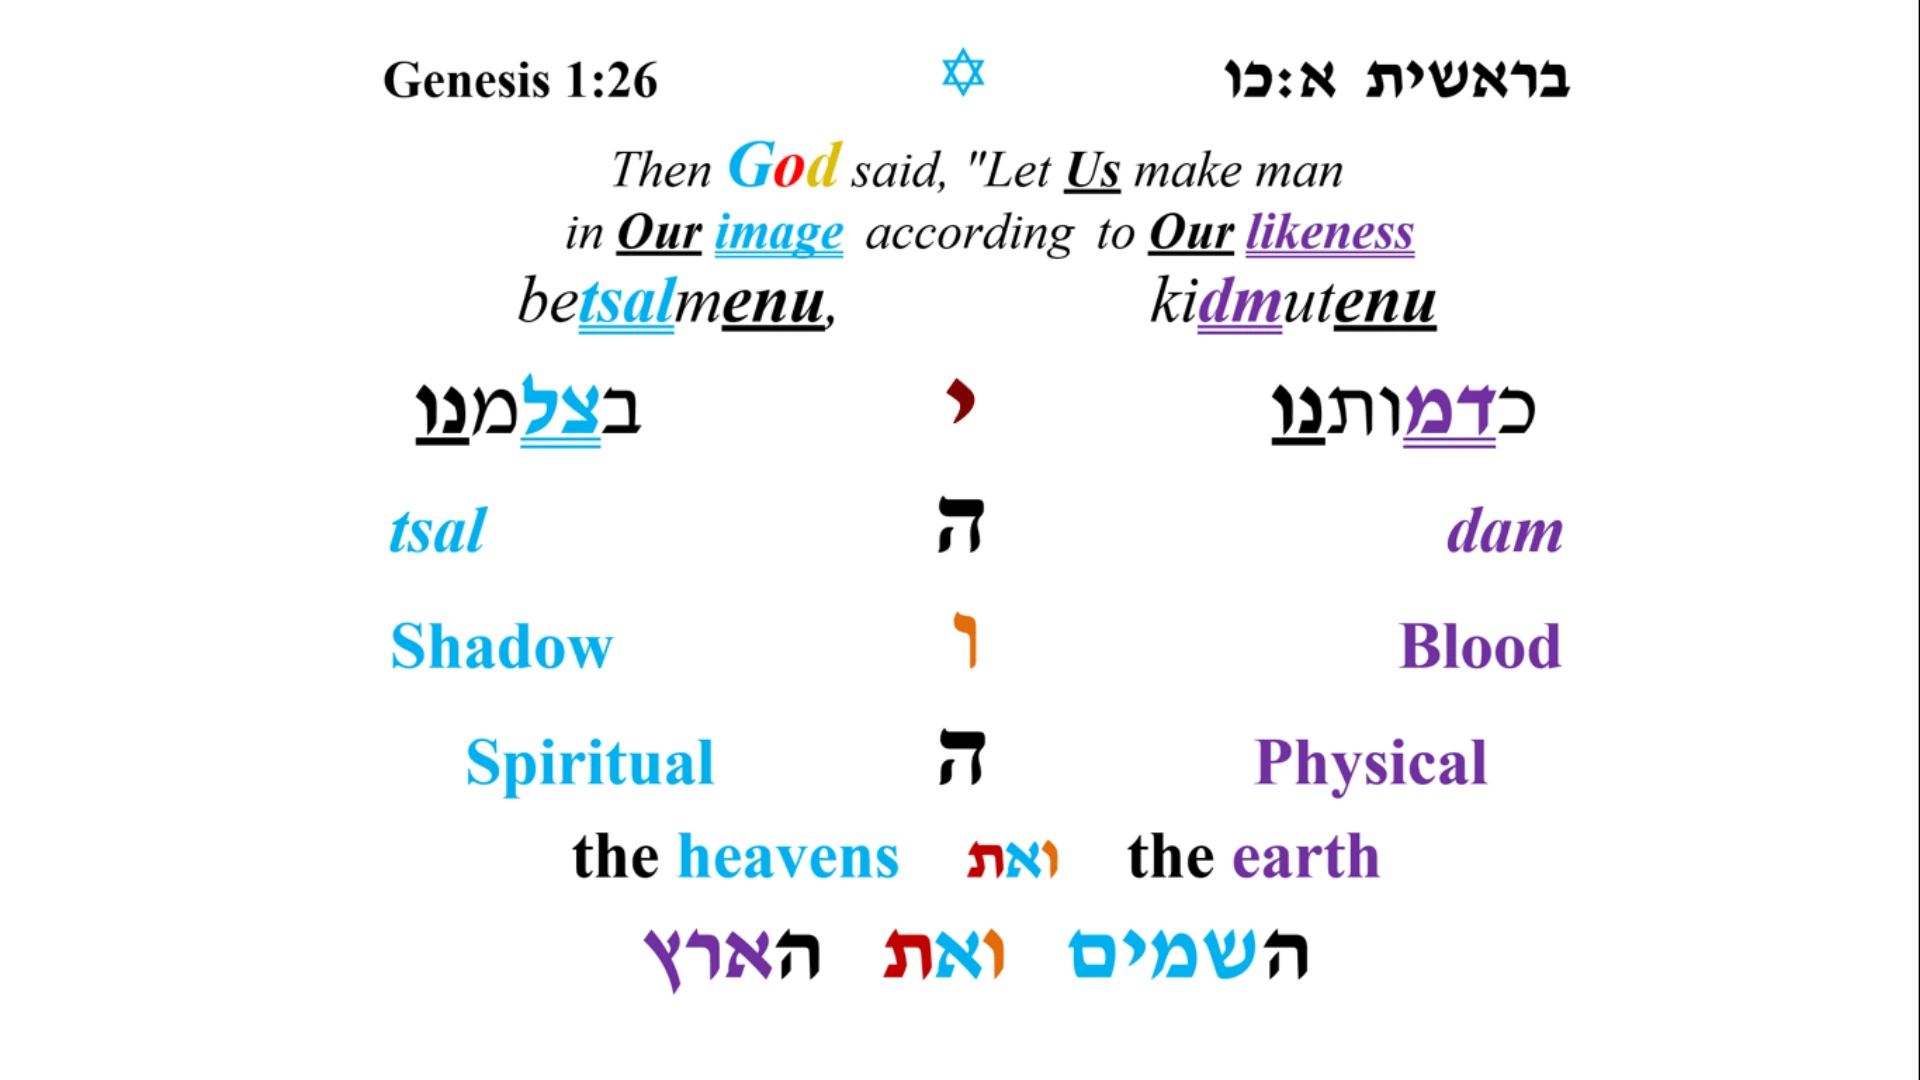 Genesis 1:26 ✡ בראשית א:כו
Then God said, "Let Us make man
in Our image according to Our likeness
betsalmenu, kidmutenu
בצלמנו י כדמותנו
tsal ה dam
Shadow ו Blood
Spiritual ה Physical
the heavens ואת the earth
השמים ואת הארץ